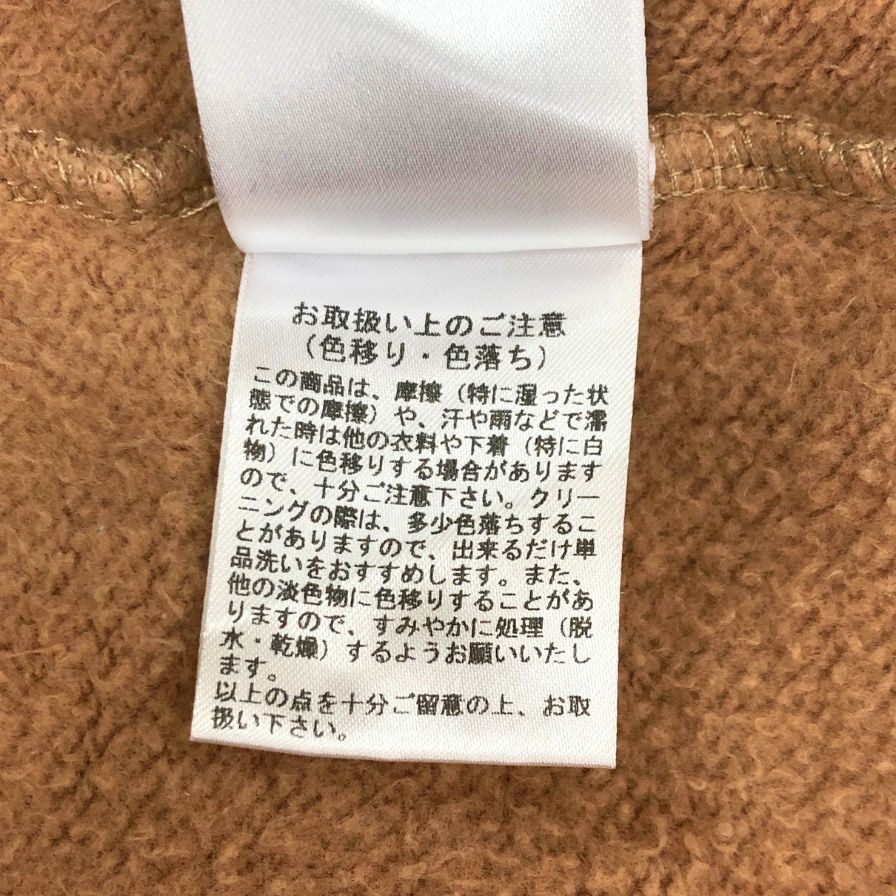 お取扱い上のご注意
(色移り・色落ち)
この商品は、摩擦(特に湿った状
態での摩擦)や、汗や雨などで濡
れた時は他の衣料や下着(特に白
物)に色移りする場合があります
ので、十分ご注意下さい。クリー
ニングの際は、多少色落ちするこ
とがありますので、出来るだけ単
品洗いをおすすめします。また、
他の淡色物に色移りすることがあ
りますので、すみやかに処理(脱
水・乾燥)するようお願いいたし
ます。
以上の点を十分ご留意の上、お取
扱い下さい。